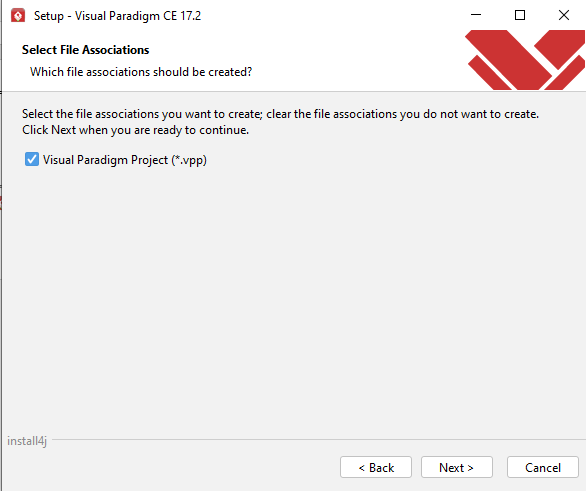 Setup - Visual Paradigm CE 17.2
Select File Associations
Which file associations should be created?
Select the file associations you want to create; clear the file associations you do not want to create.
Click Next when you are ready to continue.
Visual Paradigm Project (*.vpp)
install4j
< Back
Next >
Cancel